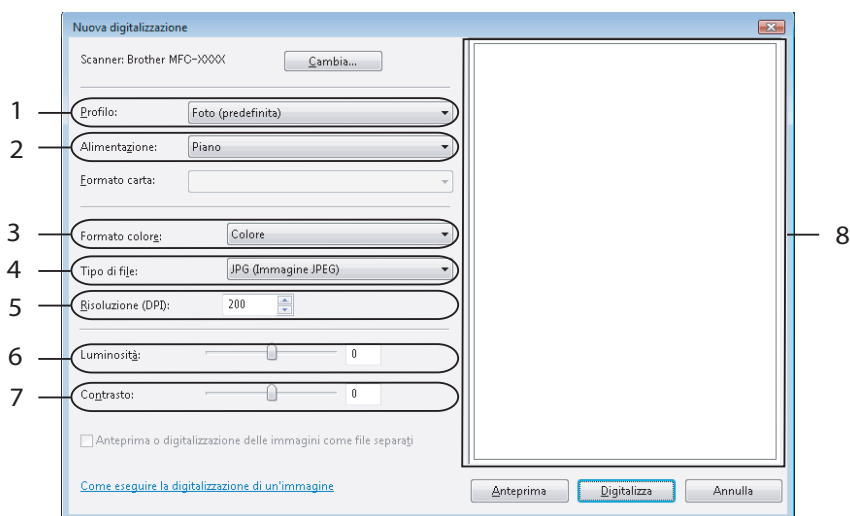 Nuova digitalizzazione
Scanner: Brother MFC-XXXX
Cambia...
1
Profilo:
Foto (predefinita)
2
Alimentazione:
Piano
Formato carta:
3
Formato colore:
Colore
4
Tipo di file:
JPG (Immagine JPEG)
5
Risoluzione (DPI):
200
6
Luminosità:
0
7
Contrasto:
0
8
Anteprima o digitalizzazione delle immagini come file separati
Come eseguire la digitalizzazione di un'immagine
Anteprima
Digitalizza
Annulla